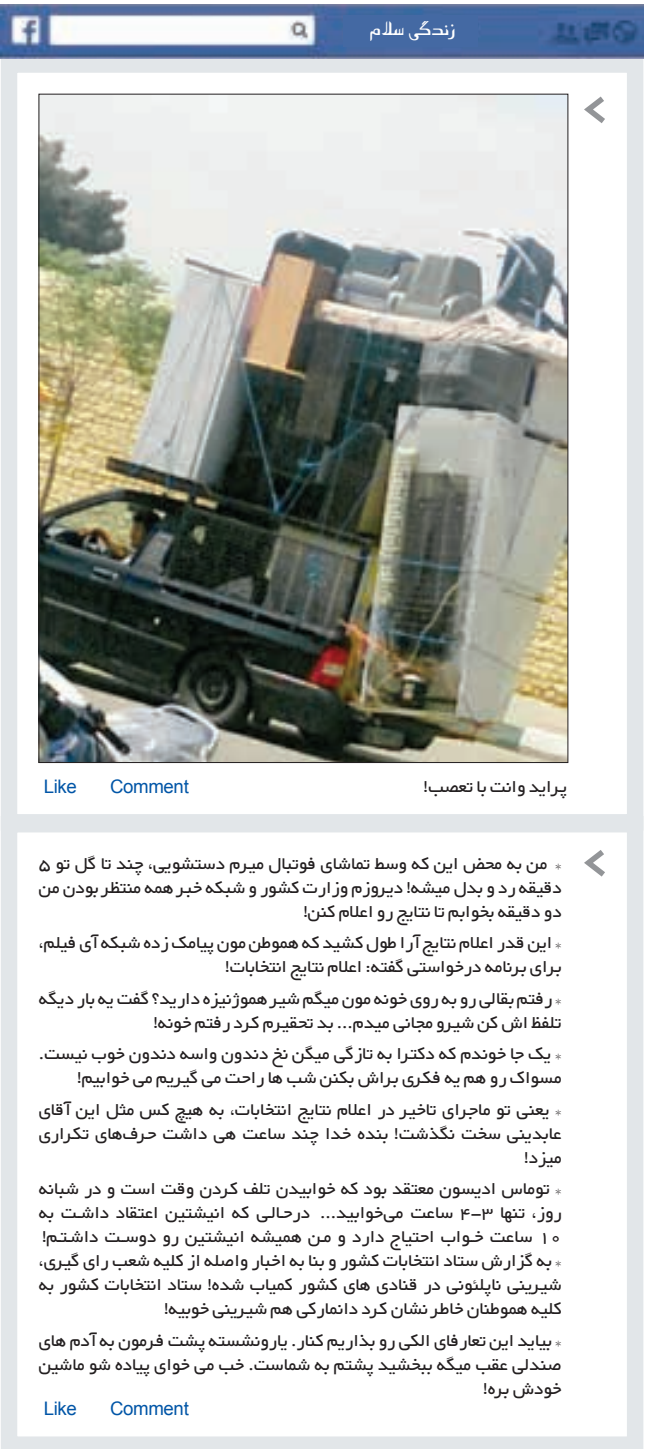 زندگی سلام
پراید وانت با تعصب!
Like Comment
* من به محض این که وسط تماشای فوتبال میرم دستشویی، چند تا گل تو ۵
دقیقه رد و بدل میشه! دیروزم وزارت کشور و شبکه خبر همه منتظر بودن من
دو دقیقه بخوابم تا نتایج رو اعلام کنن!
* این قدر اعلام نتایج آرا طول کشید که هموطن مون پیامک زده شبکه آی فیلم،
برای برنامه درخواستی گفته: اعلام نتایج انتخابات!
* رفتم بقالی رو به روی خونه مون میگم شیر هموژنیزه دارید؟ گفت یه بار دیگه
تلفظ اش کن شیرو مجانی میدم... بد تحقیرم کرد رفتم خونه!
* یک جا خوندم که دکترا به تازگی میگن نخ دندون واسه دندون خوب نیست.
مسواک رو هم یه فکری براش بکنن شب ها راحت می گیریم می خوابیم!
* یعنی تو ماجرای تاخیر در اعلام نتایج انتخابات، به هیچ کس مثل این آقای
عابدینی سخت نگذشت! بنده خدا چند ساعت هی داشت حرف‌های تکراری
میزد!
* توماس ادیسون معتقد بود که خوابیدن تلف کردن وقت است و در شبانه
روز، تنها ۳-۴ ساعت می‌خوابید... درحالی که انیشتین اعتقاد داشت به
۱۰ ساعت خواب احتیاج دارد و من همیشه انیشتین رو دوست داشتم!
* به گزارش ستاد انتخابات کشور و بنا به اخبار واصله از کلیه شعب رای گیری،
شیرینی ناپلئونی در قنادی های کشور کمیاب شده! ستاد انتخابات کشور به
کلیه هموطنان خاطر نشان کرد دانمارکی هم شیرینی خوبیه!
* بیاید این تعارفای الکی رو بذاریم کنار. یارو نشسته پشت فرمون به آدم های
صندلی عقب میگه ببخشید پشتم به شماست. خب می خوای پیاده شو ماشین
خودش بره!
Like Comment